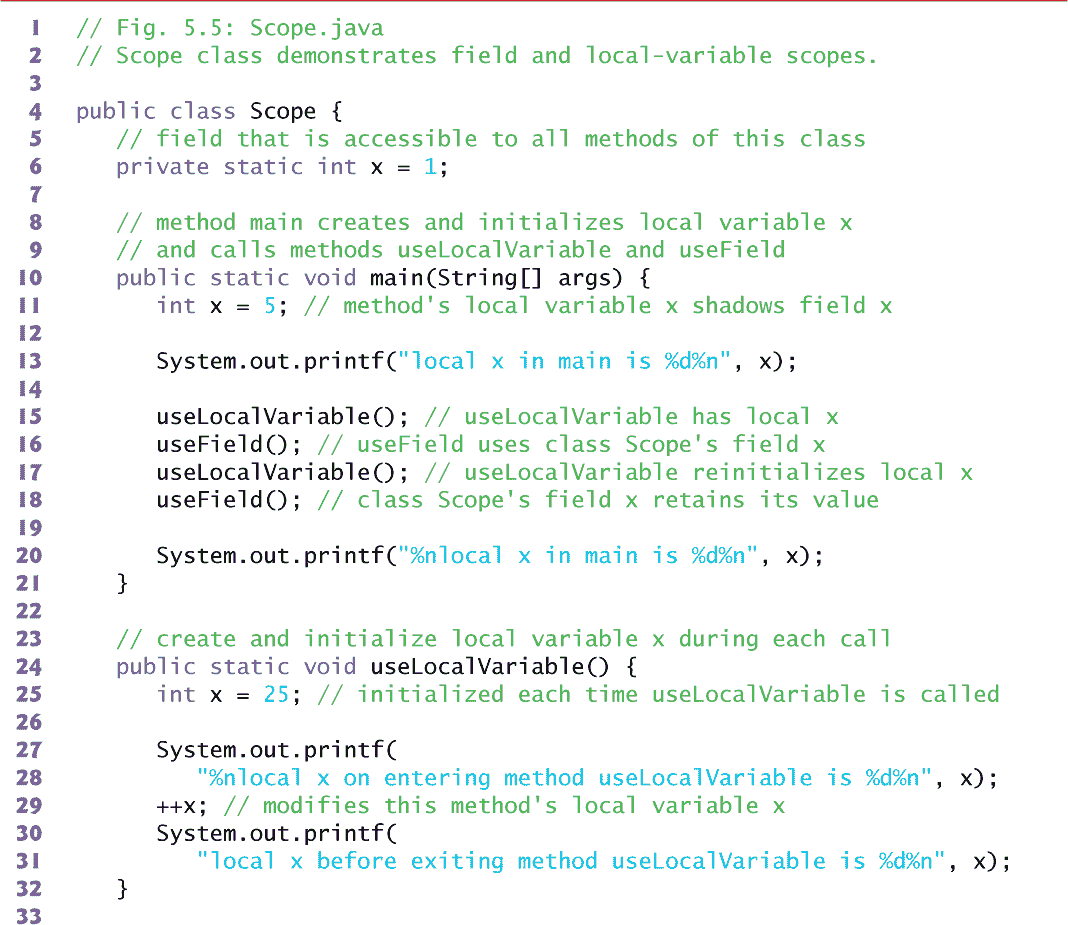 1 // Fig. 5.5: Scope.java
2 // Scope class demonstrates field and local-variable scopes.
3
4 public class Scope {
5 // field that is accessible to all methods of this class
6 private static int x = 1;
7
8 // method main creates and initializes local variable x
9 // and calls methods useLocalVariable and useField
10 public static void main(String[] args) {
11 int x = 5; // method's local variable x shadows field x
12
13 System.out.printf("local x in main is %d%n", x);
14
15 useLocalVariable(); // useLocalVariable has local x
16 useField(); // useField uses class Scope's field x
17 useLocalVariable(); // useLocalVariable reinitializes local x
18 useField(); // class Scope's field x retains its value
19
20 System.out.printf("%nlocal x in main is %d%n", x);
21 }
22
23 // create and initialize local variable x during each call
24 public static void useLocalVariable() {
25 int x = 25; // initialized each time useLocalVariable is called
26
27 System.out.printf(
28 "%nlocal x on entering method useLocalVariable is %d%n", x);
29 ++x; // modifies this method's local variable x
30 System.out.printf(
31 "local x before exiting method useLocalVariable is %d%n", x);
32 }
33